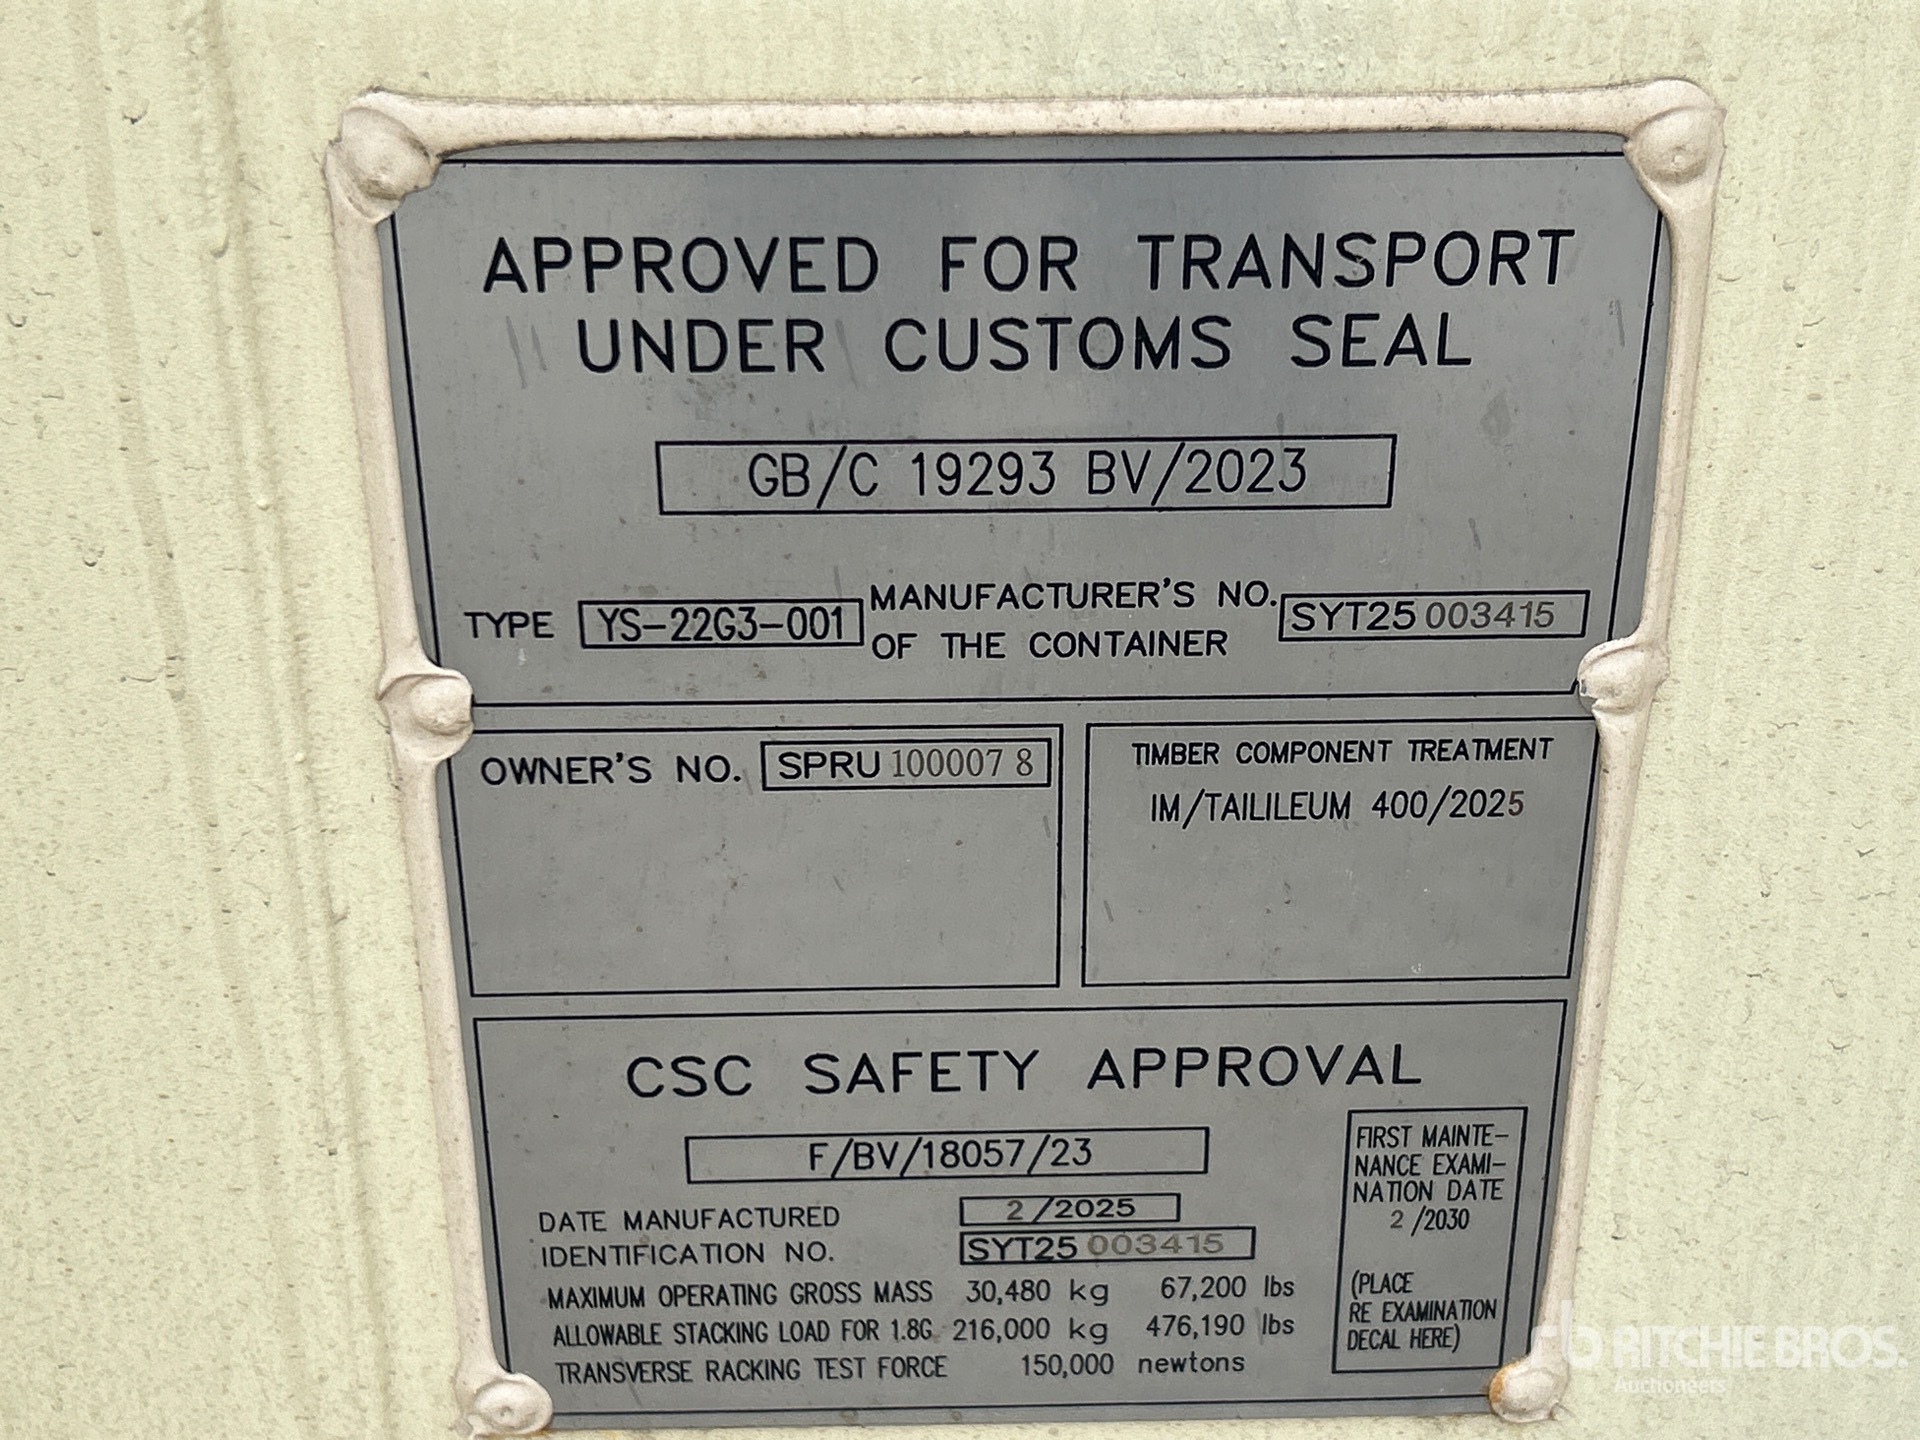 APPROVED FOR TRANSPORT
UNDER CUSTOMS SEAL
GB/C 19293 BV/2023
TYPE YS-22G3-001 MANUFACTURER'S NO.
OF THE CONTAINER SYT25 003415
OWNER'S NO. SPRU 100007 8
TIMBER COMPONENT TREATMENT
IM/TAILILEUM 400/2025
CSC SAFETY APPROVAL
F/BV/18057/23
DATE MANUFACTURED 2/2025
IDENTIFICATION NO. SYT25 003415
MAXIMUM OPERATING GROSS MASS 30,480 kg 67,200 lbs
ALLOWABLE STACKING LOAD FOR 1.8G 216,000 kg 476,190 lbs
TRANSVERSE RACKING TEST FORCE 150,000 newtons
FIRST MAINTE-
NANCE EXAMI-
NATION DATE
2/2030
(PLACE
RE EXAMINATION
DECAL HERE)
rb RITCHIE BROS.
Auctioneers